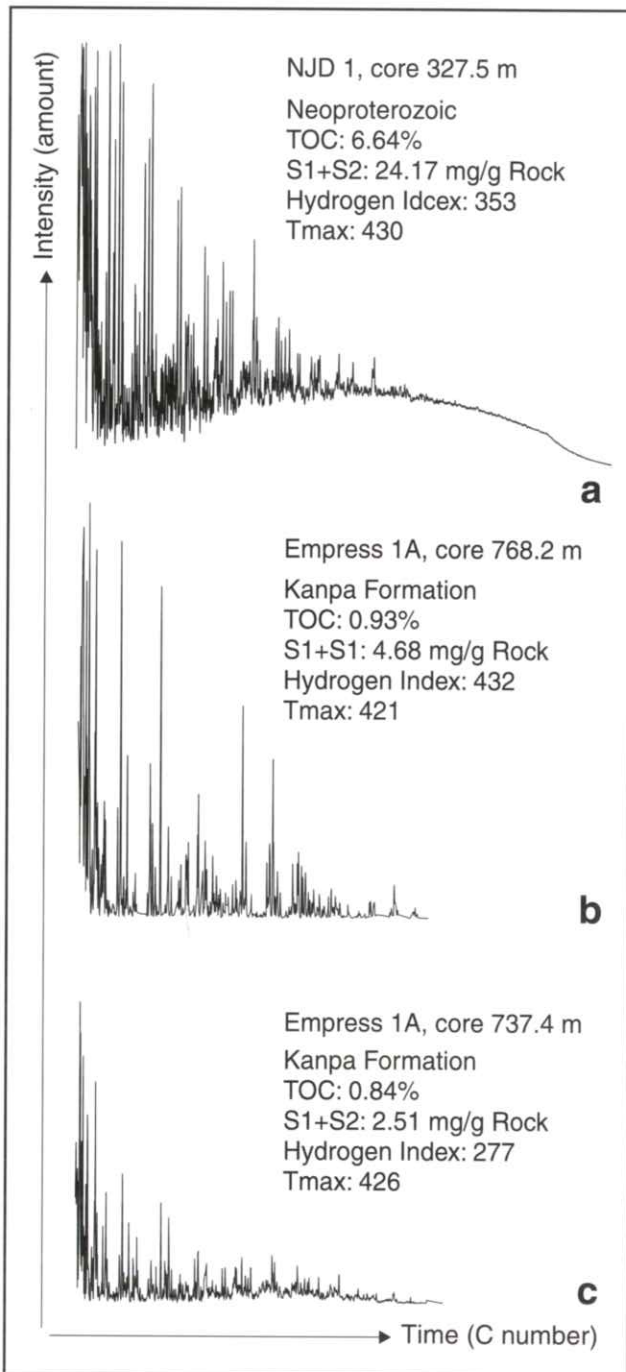 Intensity (amount)
NJD 1, core 327.5 m
Neoproterozoic
TOC: 6.64%
S1+S2: 24.17 mg/g Rock
Hydrogen Idcex: 353
Tmax: 430
a
Empress 1A, core 768.2 m
Kanpa Formation
TOC: 0.93%
S1+S1: 4.68 mg/g Rock
Hydrogen Index: 432
Tmax: 421
b
Empress 1A, core 737.4 m
Kanpa Formation
TOC: 0.84%
S1+S2: 2.51 mg/g Rock
Hydrogen Index: 277
Tmax: 426
c
Time (C number)